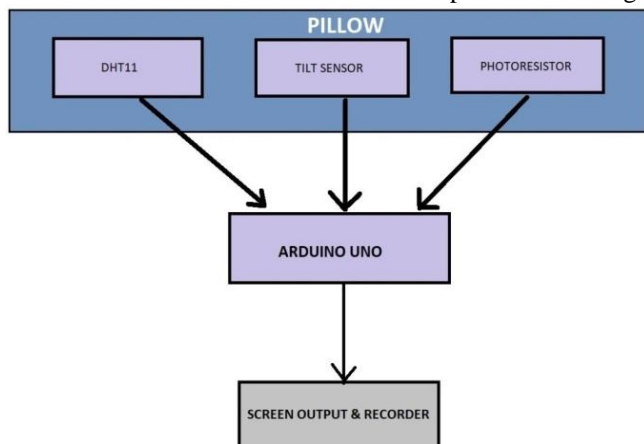 PILLOW
DHT11
TILT SENSOR
PHOTORESISTOR
ARDUINO UNO
SCREEN OUTPUT & RECORDER